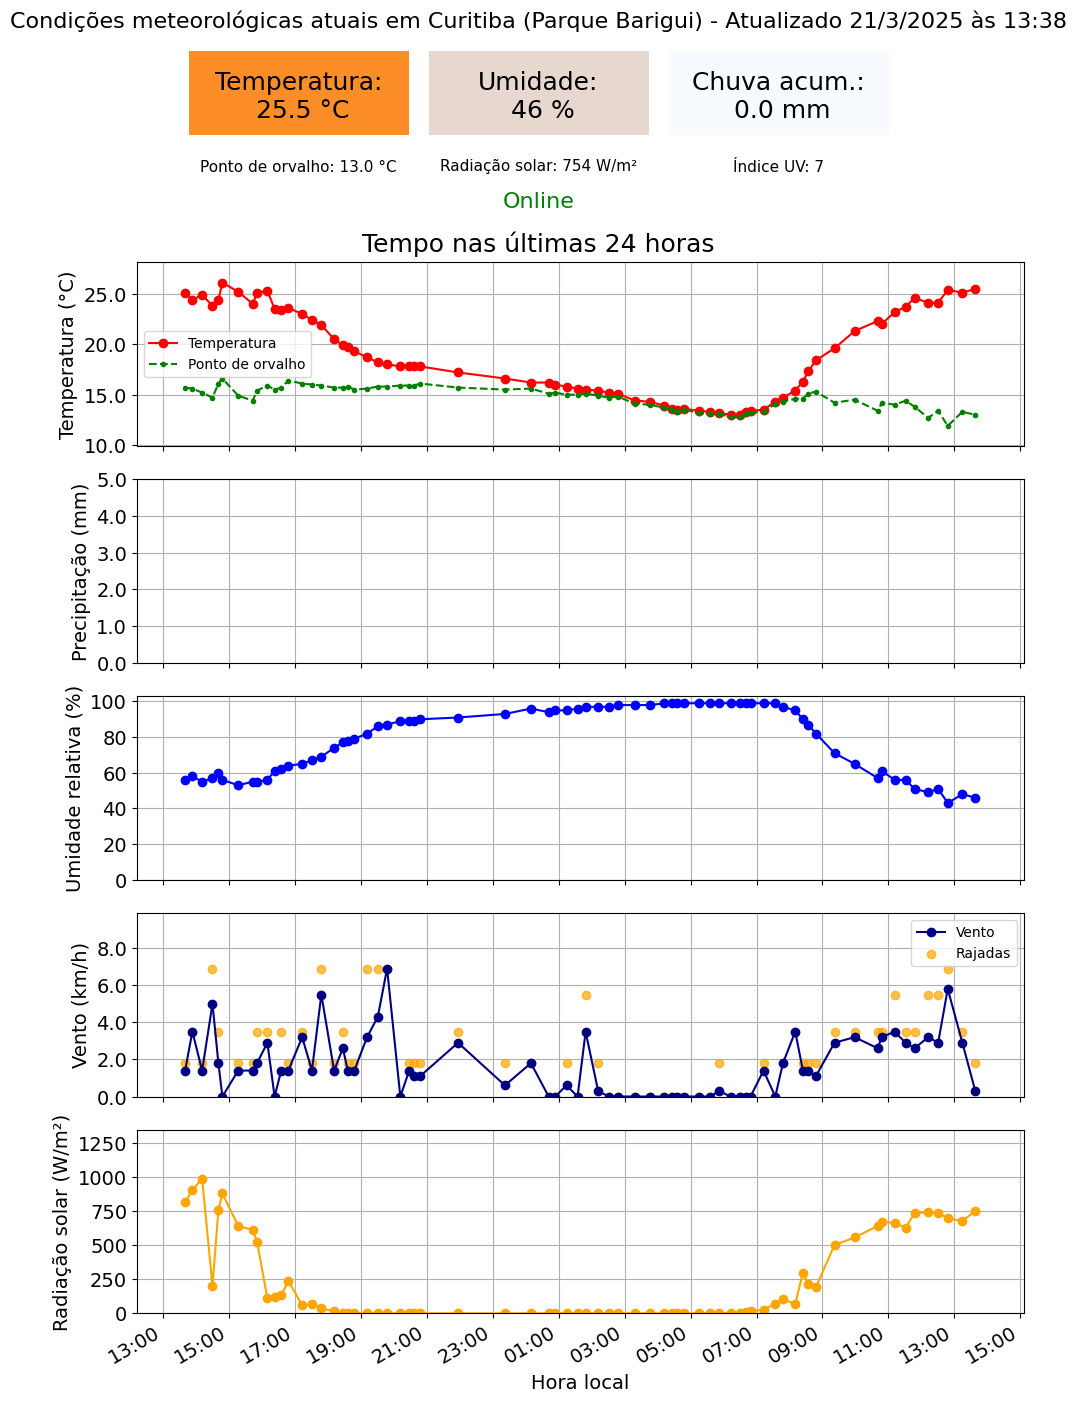 Condições meteorológicas atuais em Curitiba (Parque Barigui) - Atualizado 21/3/2025 às 13:38
Temperatura:
25.5 °C
Umidade:
46 %
Chuva acum.:
0.0 mm
Ponto de orvalho: 13.0 °C
Radiação solar: 754 W/m²
Índice UV: 7
Online
Tempo nas últimas 24 horas
Temperatura (°C)
25.0
20.0
15.0
10.0
Temperatura
Ponto de orvalho
Precipitação (mm)
5.0
4.0
3.0
2.0
1.0
0.0
Umidade relativa (%)
100
80
60
40
20
0
Vento (km/h)
8.0
6.0
4.0
2.0
0.0
Vento
Rajadas
Radiação solar (W/m²)
1250
1000
750
500
250
0
13:00
15:00
17:00
19:00
21:00
23:00
01:00
03:00
05:00
07:00
09:00
11:00
13:00
15:00
Hora local